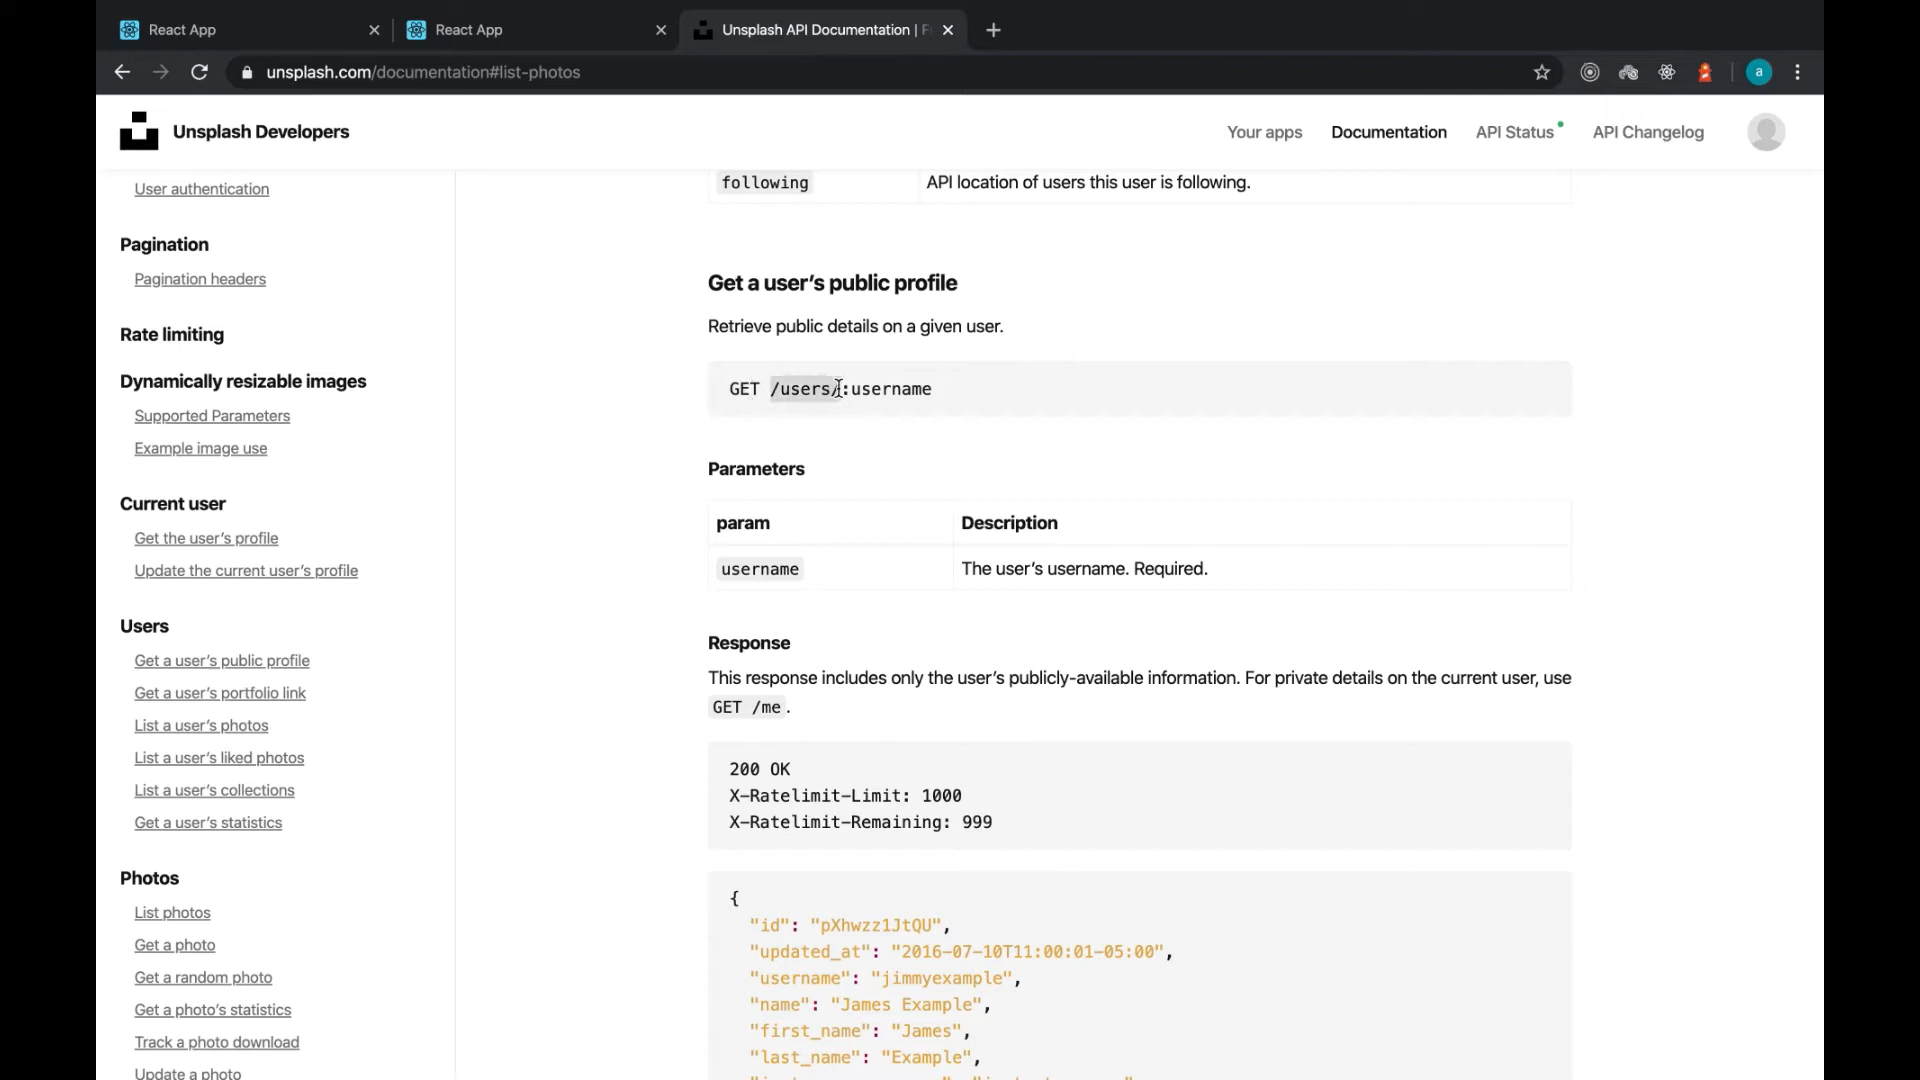 React App
React App
Unsplash API Documentation | F
unsplash.com/documentation#list-photos
a
Unsplash Developers
Your apps
Documentation
API Status
API Changelog
User authentication
Pagination
Pagination headers
Rate limiting
Dynamically resizable images
Supported Parameters
Example image use
Current user
Get the user’s profile
Update the current user’s profile
Users
Get a user’s public profile
Get a user’s portfolio link
List a user’s photos
List a user’s liked photos
List a user’s collections
Get a user’s statistics
Photos
List photos
Get a photo
Get a random photo
Get a photo’s statistics
Track a photo download
Update a photo
following API location of users this user is following.
Get a user’s public profile
Retrieve public details on a given user.
GET /users/:username
Parameters
param Description
username The user’s username. Required.
Response
This response includes only the user’s publicly-available information. For private details on the current user, use
GET /me.
200 OK
X-Ratelimit-Limit: 1000
X-Ratelimit-Remaining: 999
{
"id": "pXhwzz1JtQU",
"updated_at": "2016-07-10T11:00:01-05:00",
"username": "jimmyexample",
"name": "James Example",
"first_name": "James",
"last_name": "Example",